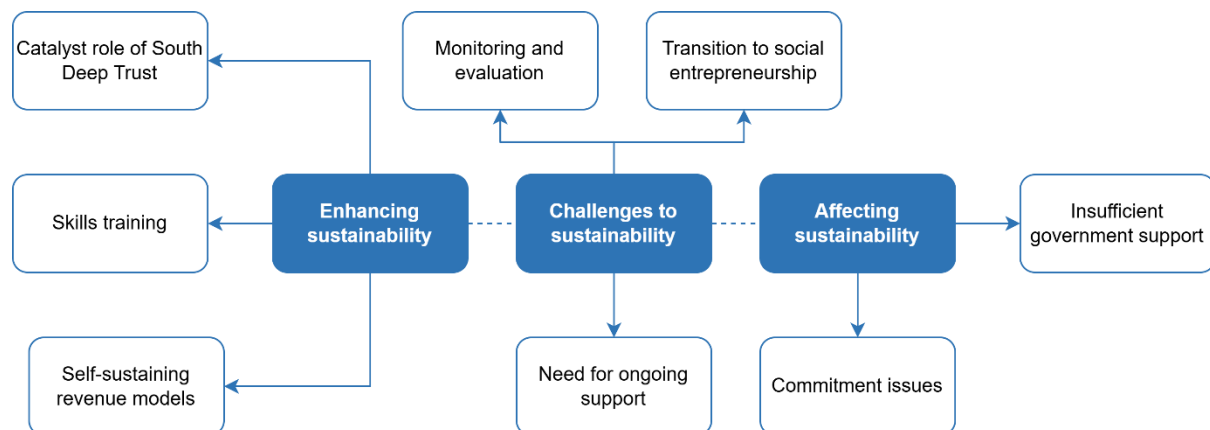 Catalyst role of South
Deep Trust
Monitoring and
evaluation
Transition to social
entrepreneurship
Skills training
Enhancing
sustainability
Challenges to
sustainability
Affecting
sustainability
Insufficient
government support
Self-sustaining
revenue models
Need for ongoing
support
Commitment issues